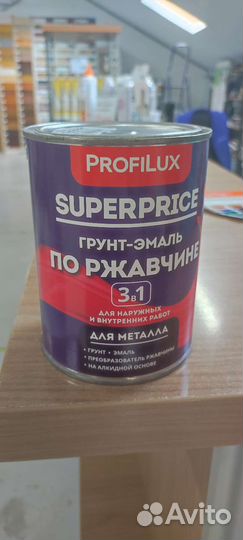 PROFILUX
SUPERPRICE
ГРУНТ-ЭМАЛЬ
ПО РЖАВЧИНЕ
3в1
ДЛЯ НАРУЖНЫХ
И ВНУТРЕННИХ РАБОТ
ДЛЯ МЕТАЛЛА
• ГРУНТ • ЭМАЛЬ
• ПРЕОБРАЗОВАТЕЛЬ РЖАВЧИНЫ
• НА АЛКИДНОЙ ОСНОВЕ
Avito